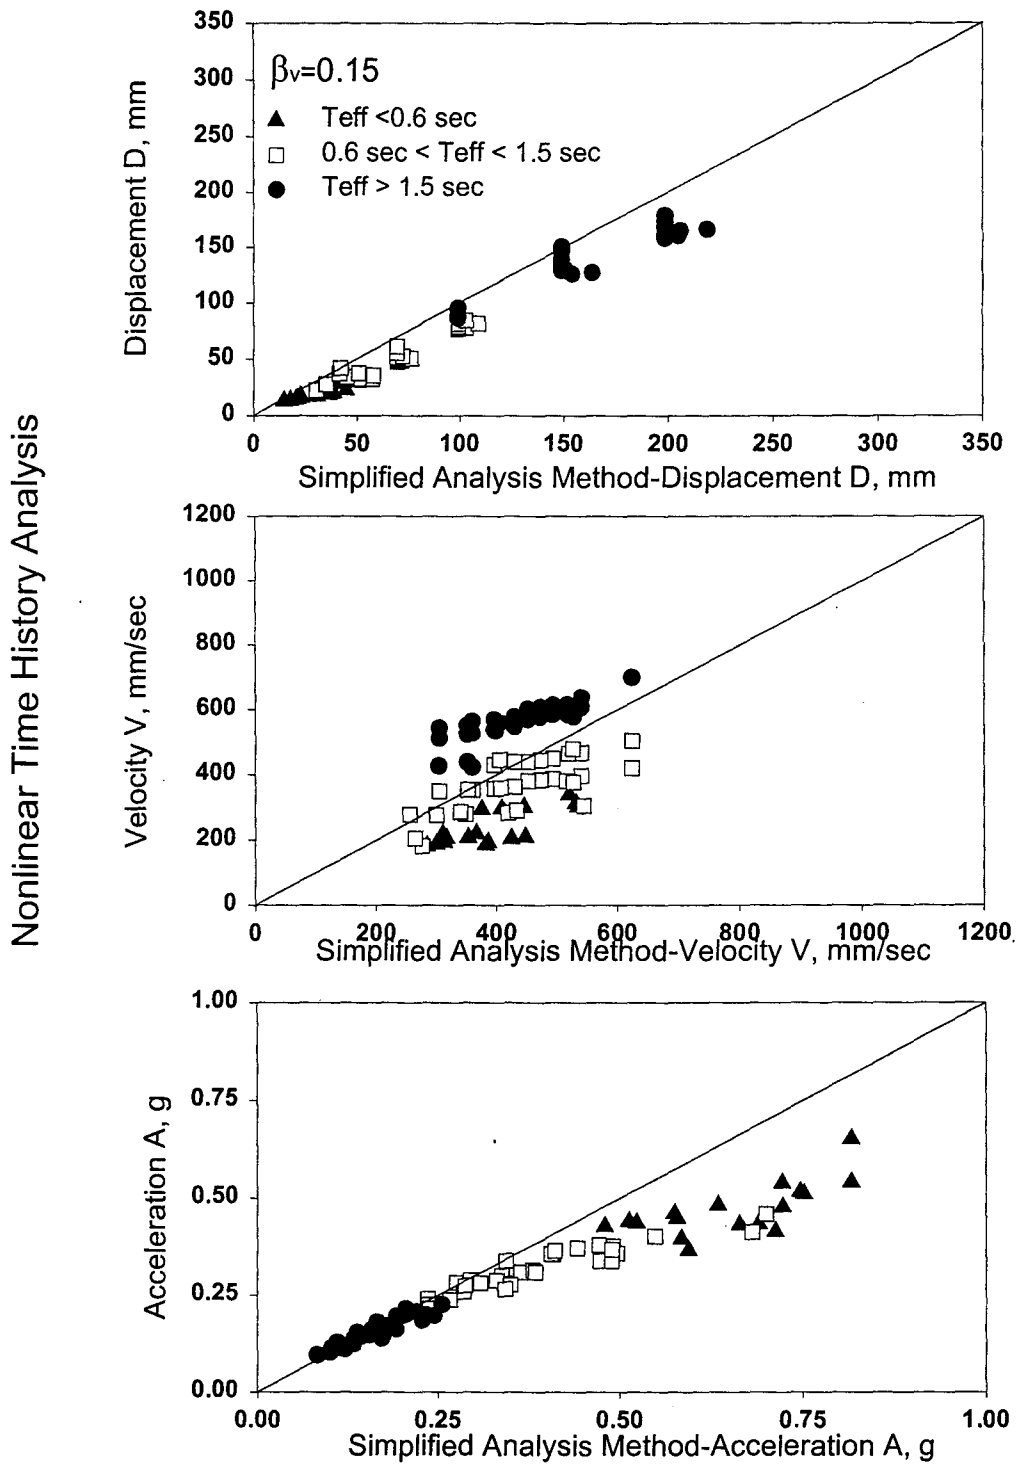 Nonlinear Time History Analysis
350
300
250
200
150
100
50
0
Displacement D, mm
βv=0.15
Teff <0.6 sec
0.6 sec < Teff < 1.5 sec
Teff > 1.5 sec
0 50 100 150 200 250 300 350
Simplified Analysis Method-Displacement D, mm
1200
1000
800
600
400
200
0
Velocity V, mm/sec
0 200 400 600 800 1000 1200
Simplified Analysis Method-Velocity V, mm/sec
1.00
0.75
0.50
0.25
0.00
Acceleration A, g
0.00 0.25 0.50 0.75 1.00
Simplified Analysis Method-Acceleration A, g